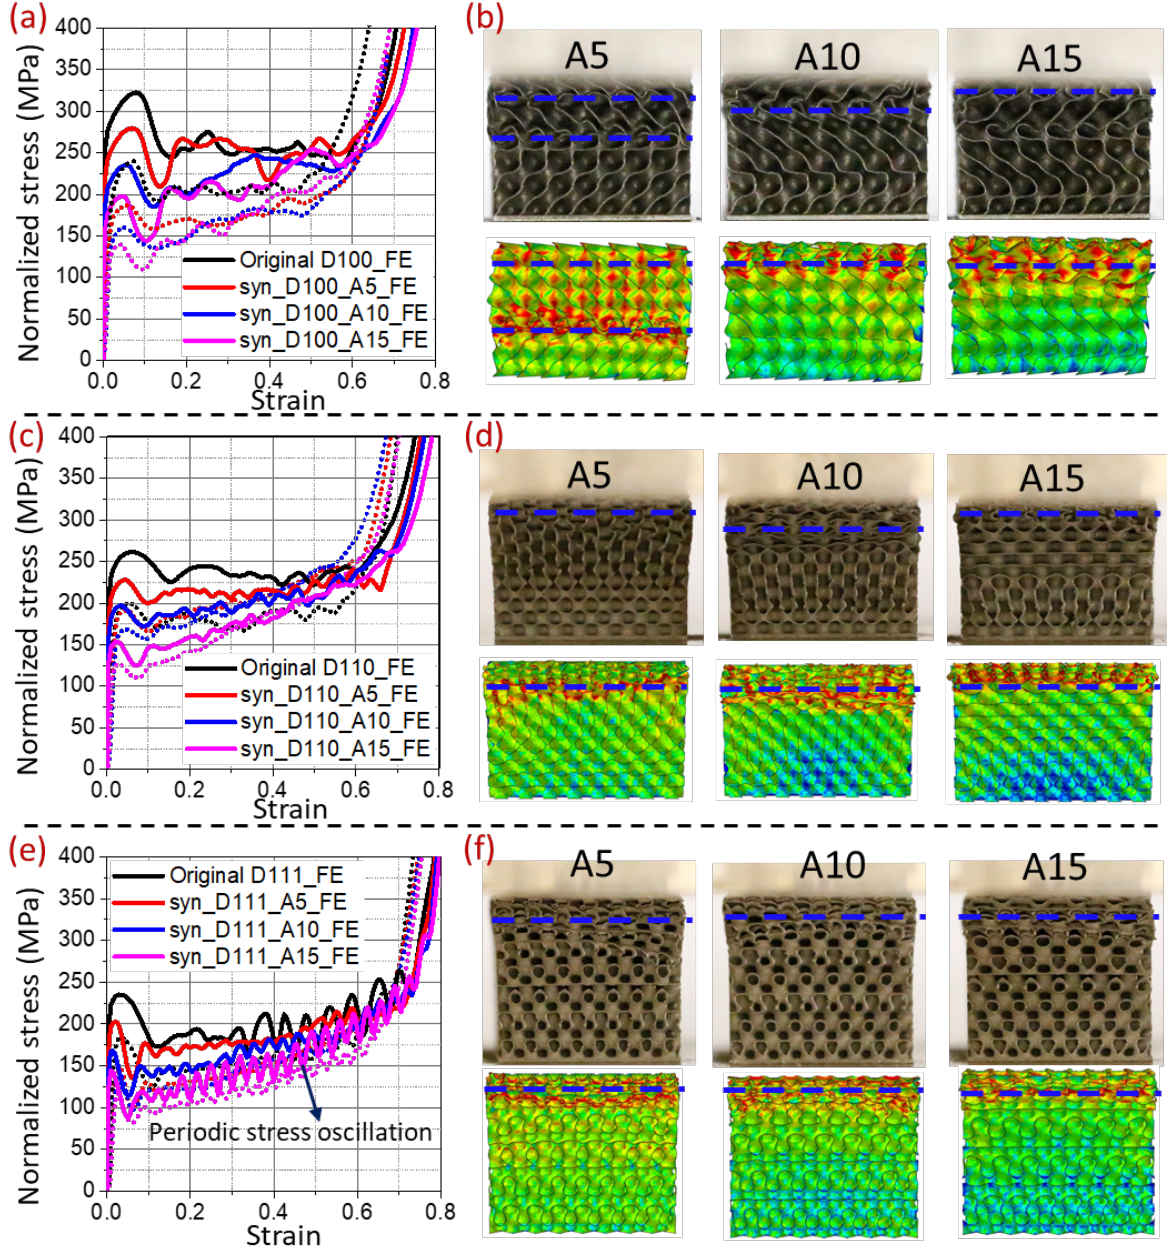 (a)
400
350
300
250
200
150
100
50
0
Normalized stress (MPa)
Original D100_FE
syn_D100_A5_FE
syn_D100_A10_FE
syn_D100_A15_FE
0.0 0.2 0.4 0.6 0.8
Strain
(b)
A5 A10 A15
(c)
400
350
300
250
200
150
100
50
0
Normalized stress (MPa)
Original D110_FE
syn_D110_A5_FE
syn_D110_A10_FE
syn_D110_A15_FE
0.0 0.2 0.4 0.6 0.8
Strain
(d)
A5 A10 A15
(e)
400
350
300
250
200
150
100
50
0
Normalized stress (MPa)
Original D111_FE
syn_D111_A5_FE
syn_D111_A10_FE
syn_D111_A15_FE
Periodic stress oscillation
0.0 0.2 0.4 0.6 0.8
Strain
(f)
A5 A10 A15